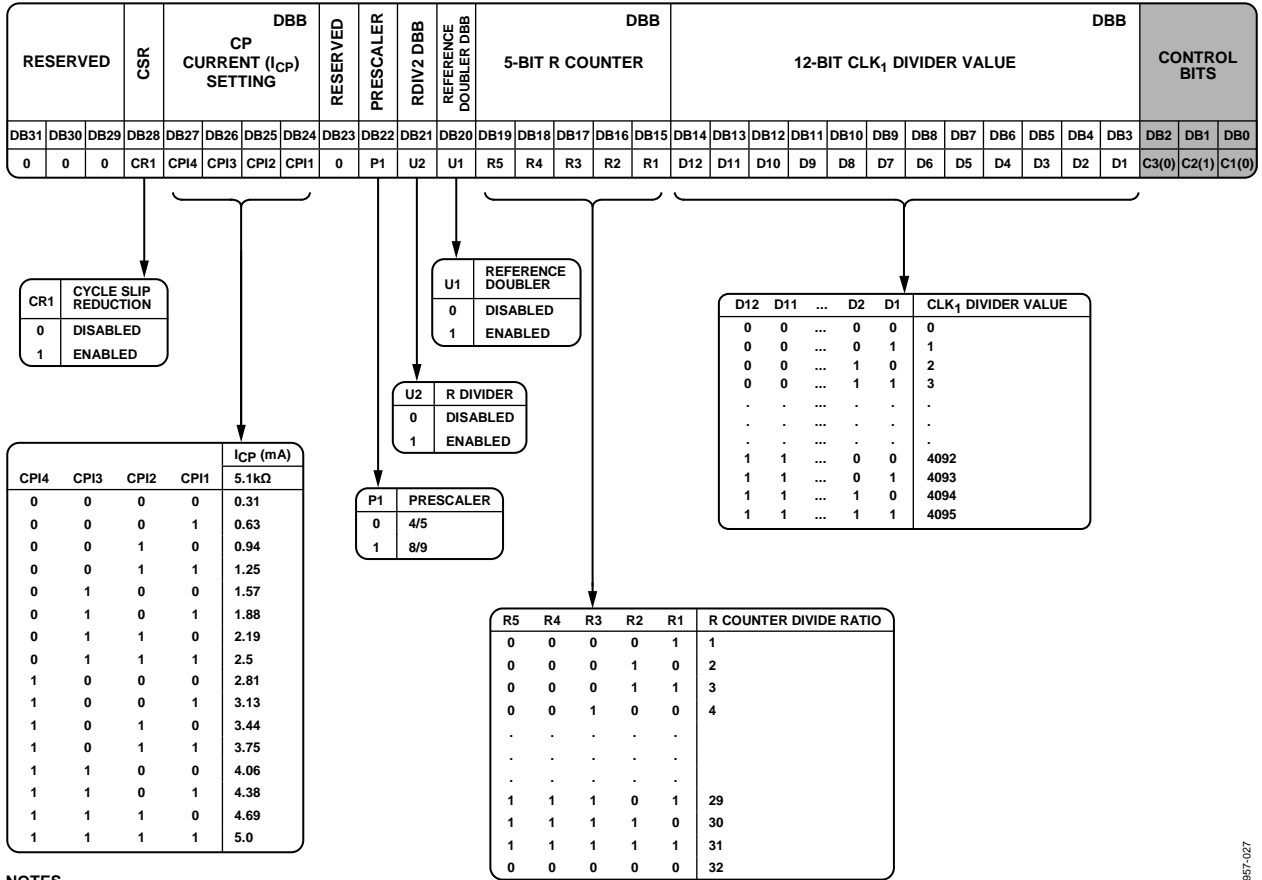 RESERVED
CSR
DBB
CP
CURRENT (ICP)
SETTING
RESERVED
PRESCALER
RDIV2 DBB
REFERENCE
DOUBLER DBB
DBB
5-BIT R COUNTER
DBB
12-BIT CLK1 DIVIDER VALUE
CONTROL
BITS
DB31 DB30 DB29 DB28 DB27 DB26 DB25 DB24 DB23 DB22 DB21 DB20 DB19 DB18 DB17 DB16 DB15 DB14 DB13 DB12 DB11 DB10 DB9 DB8 DB7 DB6 DB5 DB4 DB3 DB2 DB1 DB0
0 0 0 CR1 CPI4 CPI3 CPI2 CPI1 0 P1 U2 U1 R5 R4 R3 R2 R1 D12 D11 D10 D9 D8 D7 D6 D5 D4 D3 D2 D1 C3(0) C2(1) C1(0)
CR1 CYCLE SLIP
REDUCTION
0 DISABLED
1 ENABLED
U1 REFERENCE
DOUBLER
0 DISABLED
1 ENABLED
U2 R DIVIDER
0 DISABLED
1 ENABLED
P1 PRESCALER
0 4/5
1 8/9
ICP (mA)
CPI4 CPI3 CPI2 CPI1 5.1kΩ
0 0 0 0 0.31
0 0 0 1 0.63
0 0 1 0 0.94
0 0 1 1 1.25
0 1 0 0 1.57
0 1 0 1 1.88
0 1 1 0 2.19
0 1 1 1 2.5
1 0 0 0 2.81
1 0 0 1 3.13
1 0 1 0 3.44
1 0 1 1 3.75
1 1 0 0 4.06
1 1 0 1 4.38
1 1 1 0 4.69
1 1 1 1 5.0
D12 D11 ... D2 D1 CLK1 DIVIDER VALUE
0 0 ... 0 0 0
0 0 ... 0 1 1
0 0 ... 1 0 2
0 0 ... 1 1 3
. . ... . . .
. . ... . . .
. . ... . . .
1 1 ... 0 0 4092
1 1 ... 0 1 4093
1 1 ... 1 0 4094
1 1 ... 1 1 4095
R5 R4 R3 R2 R1 R COUNTER DIVIDE RATIO
0 0 0 0 1 1
0 0 0 1 0 2
0 0 0 1 1 3
0 0 1 0 0 4
. . . . .
. . . . .
. . . . .
1 1 1 0 1 29
1 1 1 1 0 30
1 1 1 1 1 31
0 0 0 0 0 32
NOTES
957-027